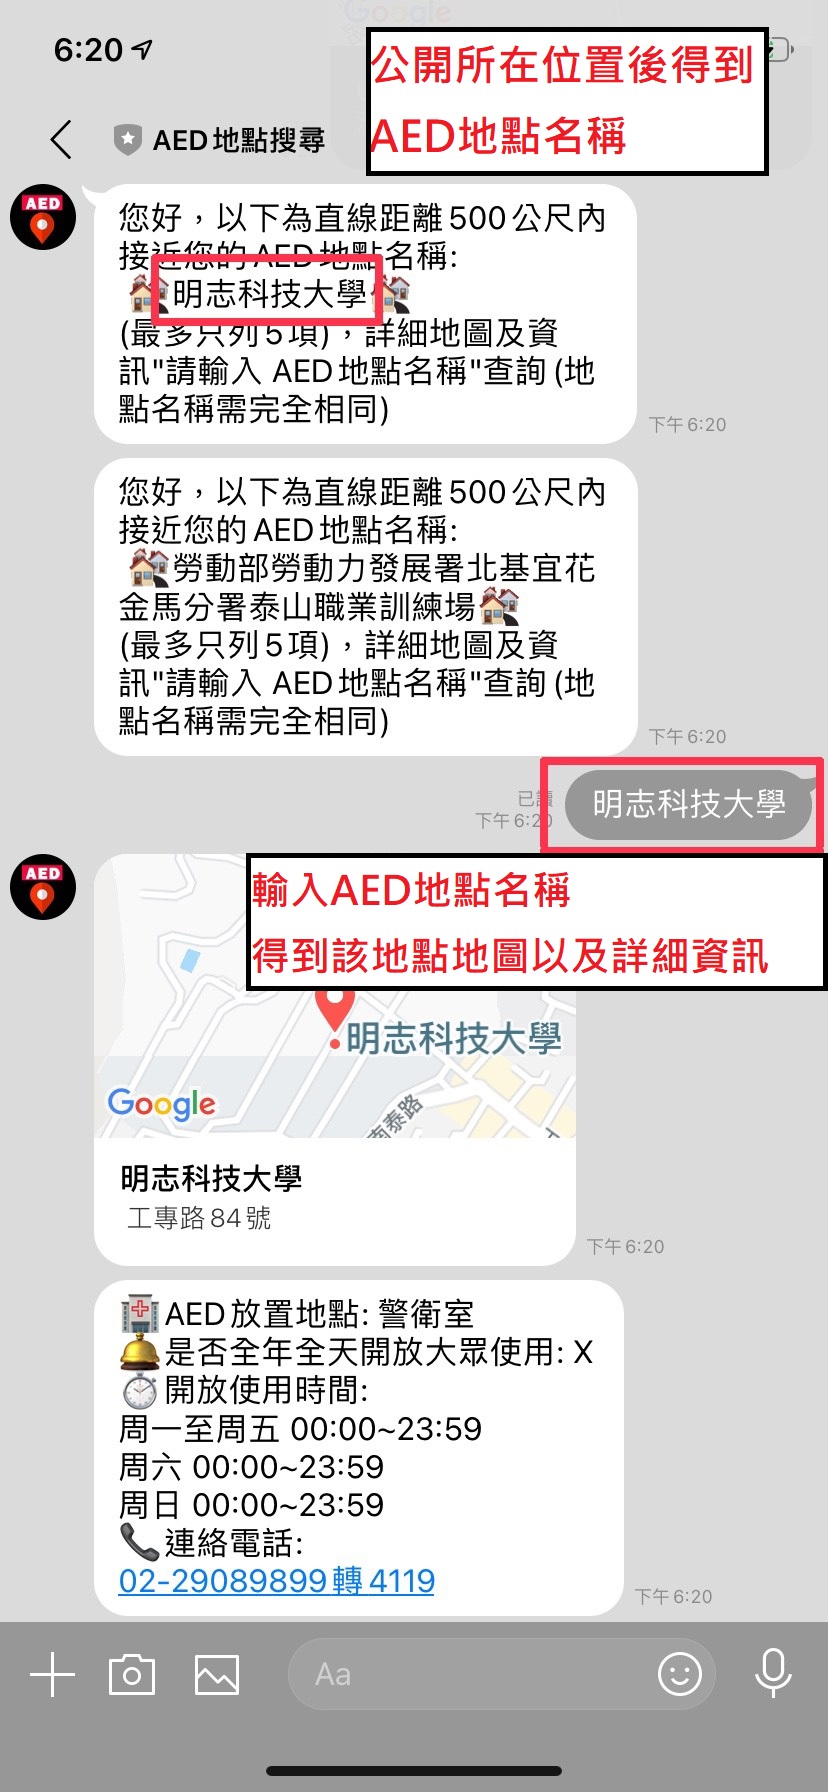 Google
6:20
公開所在位置後得到
AED地點名稱
AED地點搜尋
AED
您好，以下為直線距離500公尺內
接近您的AED地點名稱:
明志科技大學
(最多只列5項)，詳細地圖及資
訊"請輸入 AED地點名稱"查詢(地
點名稱需完全相同)
下午6:20
您好，以下為直線距離500公尺內
接近您的AED地點名稱:
勞動部勞動力發展署北基宜花
金馬分署泰山職業訓練場
(最多只列5項)，詳細地圖及資
訊"請輸入 AED地點名稱"查詢(地
點名稱需完全相同)
下午6:20
已讀
下午6:20
明志科技大學
AED
輸入AED地點名稱
得到該地點地圖以及詳細資訊
明志科技大學
Google
南泰路
明志科技大學
工專路84號
下午6:20
AED放置地點: 警衛室
是否全年全天開放大眾使用: X
開放使用時間:
周一至周五 00:00~23:59
周六 00:00~23:59
周日 00:00~23:59
連絡電話:
02-29089899轉4119
下午6:20
Aa